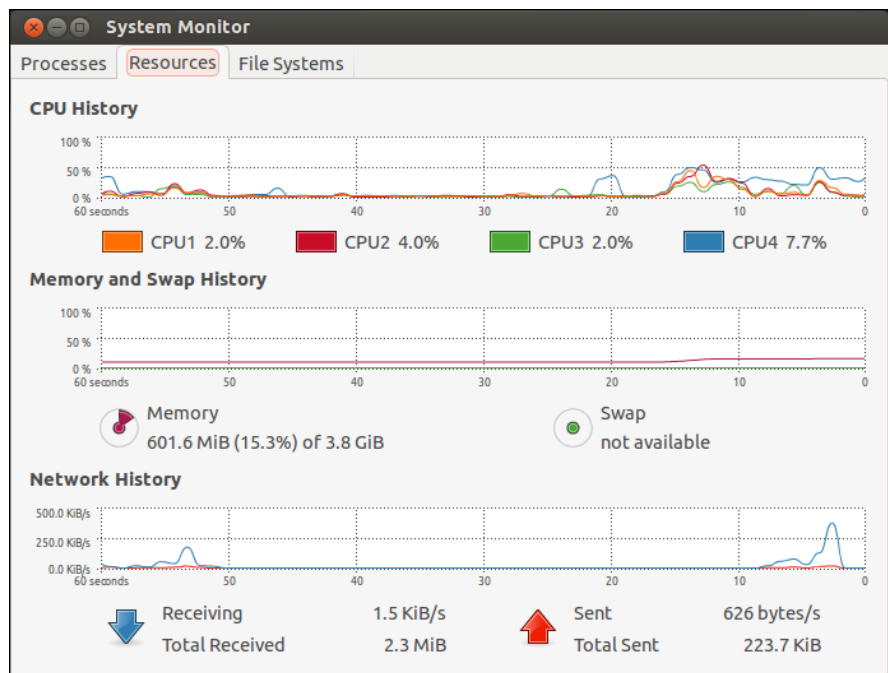 System Monitor
Processes Resources File Systems
CPU History
100 %
50 %
0 %
60 seconds 50 40 30 20 10 0
CPU1 2.0% CPU2 4.0% CPU3 2.0% CPU4 7.7%
Memory and Swap History
100 %
50 %
0 %
60 seconds 50 40 30 20 10 0
Memory Swap
601.6 MiB (15.3%) of 3.8 GiB not available
Network History
500.0 KiB/s
250.0 KiB/s
0.0 KiB/s
60 seconds 50 40 30 20 10 0
Receiving 1.5 KiB/s Sent 626 bytes/s
Total Received 2.3 MiB Total Sent 223.7 KiB